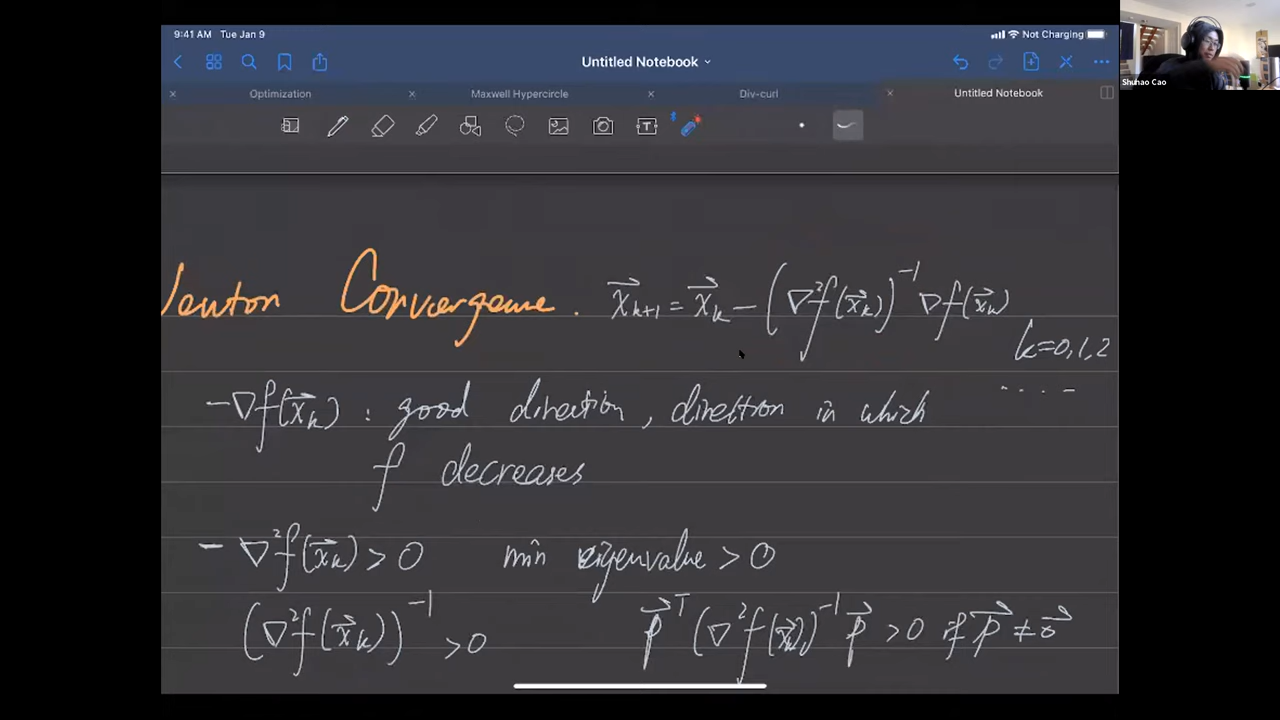 9:41 AM Tue Jan 9
Not Charging
Untitled Notebook
Shuhao Cao
Optimization
Maxwell Hypercircle
Div-curl
Untitled Notebook
Newton Convergence. x⃗ₖ₊₁ = x⃗ₖ − (∇²f(x⃗ₖ))⁻¹ ∇f(x⃗ₖ)
k=0,1,2
....
−∇f(x⃗ₖ) : good direction, direction in which
f decreases
− ∇²f(x⃗ₖ) > 0 min eigenvalue > 0
(∇²f(x⃗ₖ))⁻¹ > 0 p⃗ᵀ (∇²f(x⃗ₖ))⁻¹ p⃗ > 0 if p⃗ ≠ 0⃗